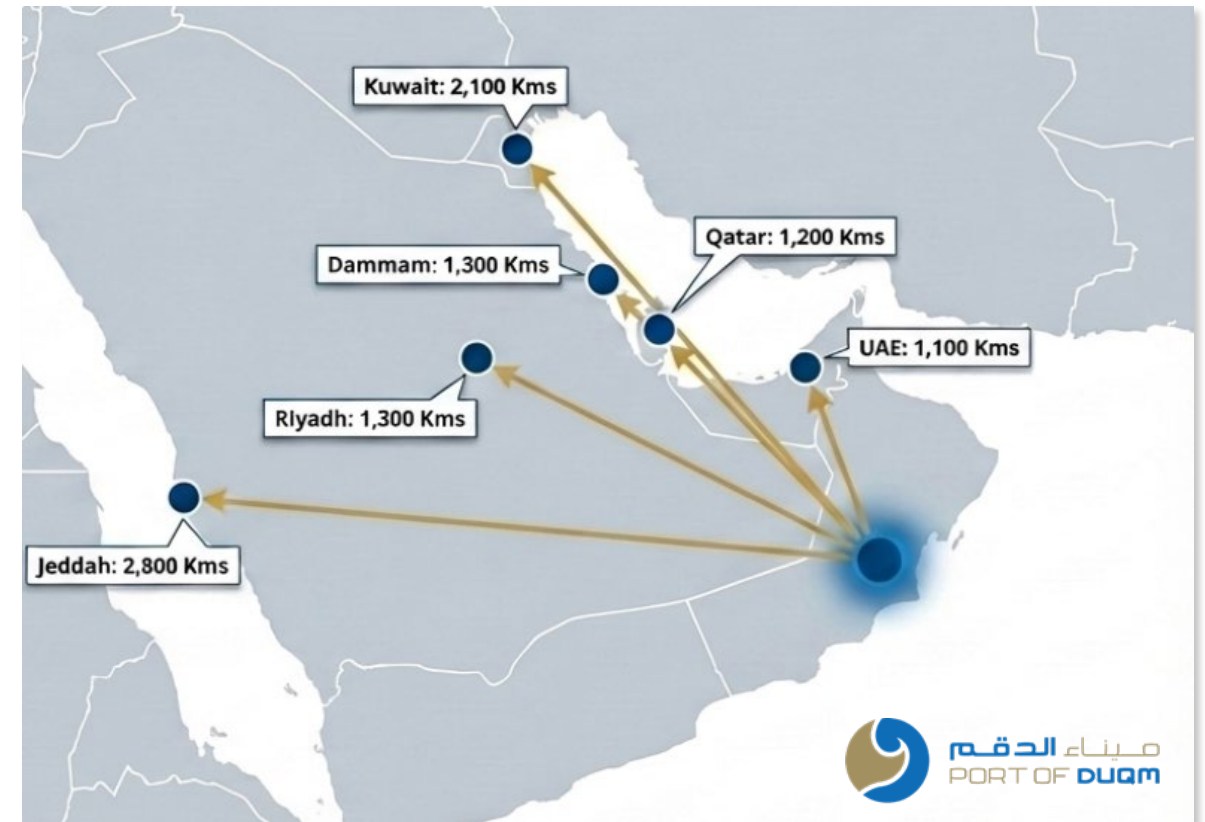 Kuwait: 2,100 Kms
Qatar: 1,200 Kms
Dammam: 1,300 Kms
UAE: 1,100 Kms
RIyadh: 1,300 Kms
Jeddah: 2,800 Kms
ميناء الدقم
PORT OF DUQM